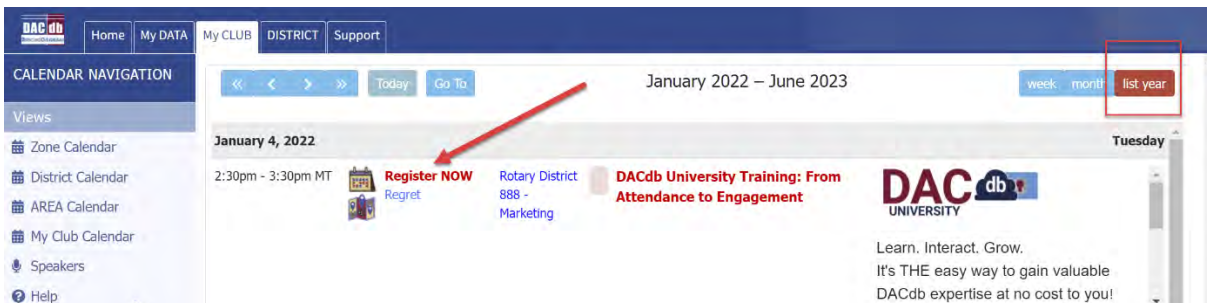 DAC db
Home My DATA My CLUB DISTRICT Support
CALENDAR NAVIGATION
Views
Zone Calendar
District Calendar
AREA Calendar
My Club Calendar
Speakers
Help
« < > » Today Go To January 2022 – June 2023 week month list year
January 4, 2022 Tuesday
2:30pm - 3:30pm MT Register NOW Rotary District DACdb University Training: From
Regret 888 - Attendance to Engagement
Marketing
DAC db
UNIVERSITY
Learn. Interact. Grow.
It's THE easy way to gain valuable
DACdb expertise at no cost to you!